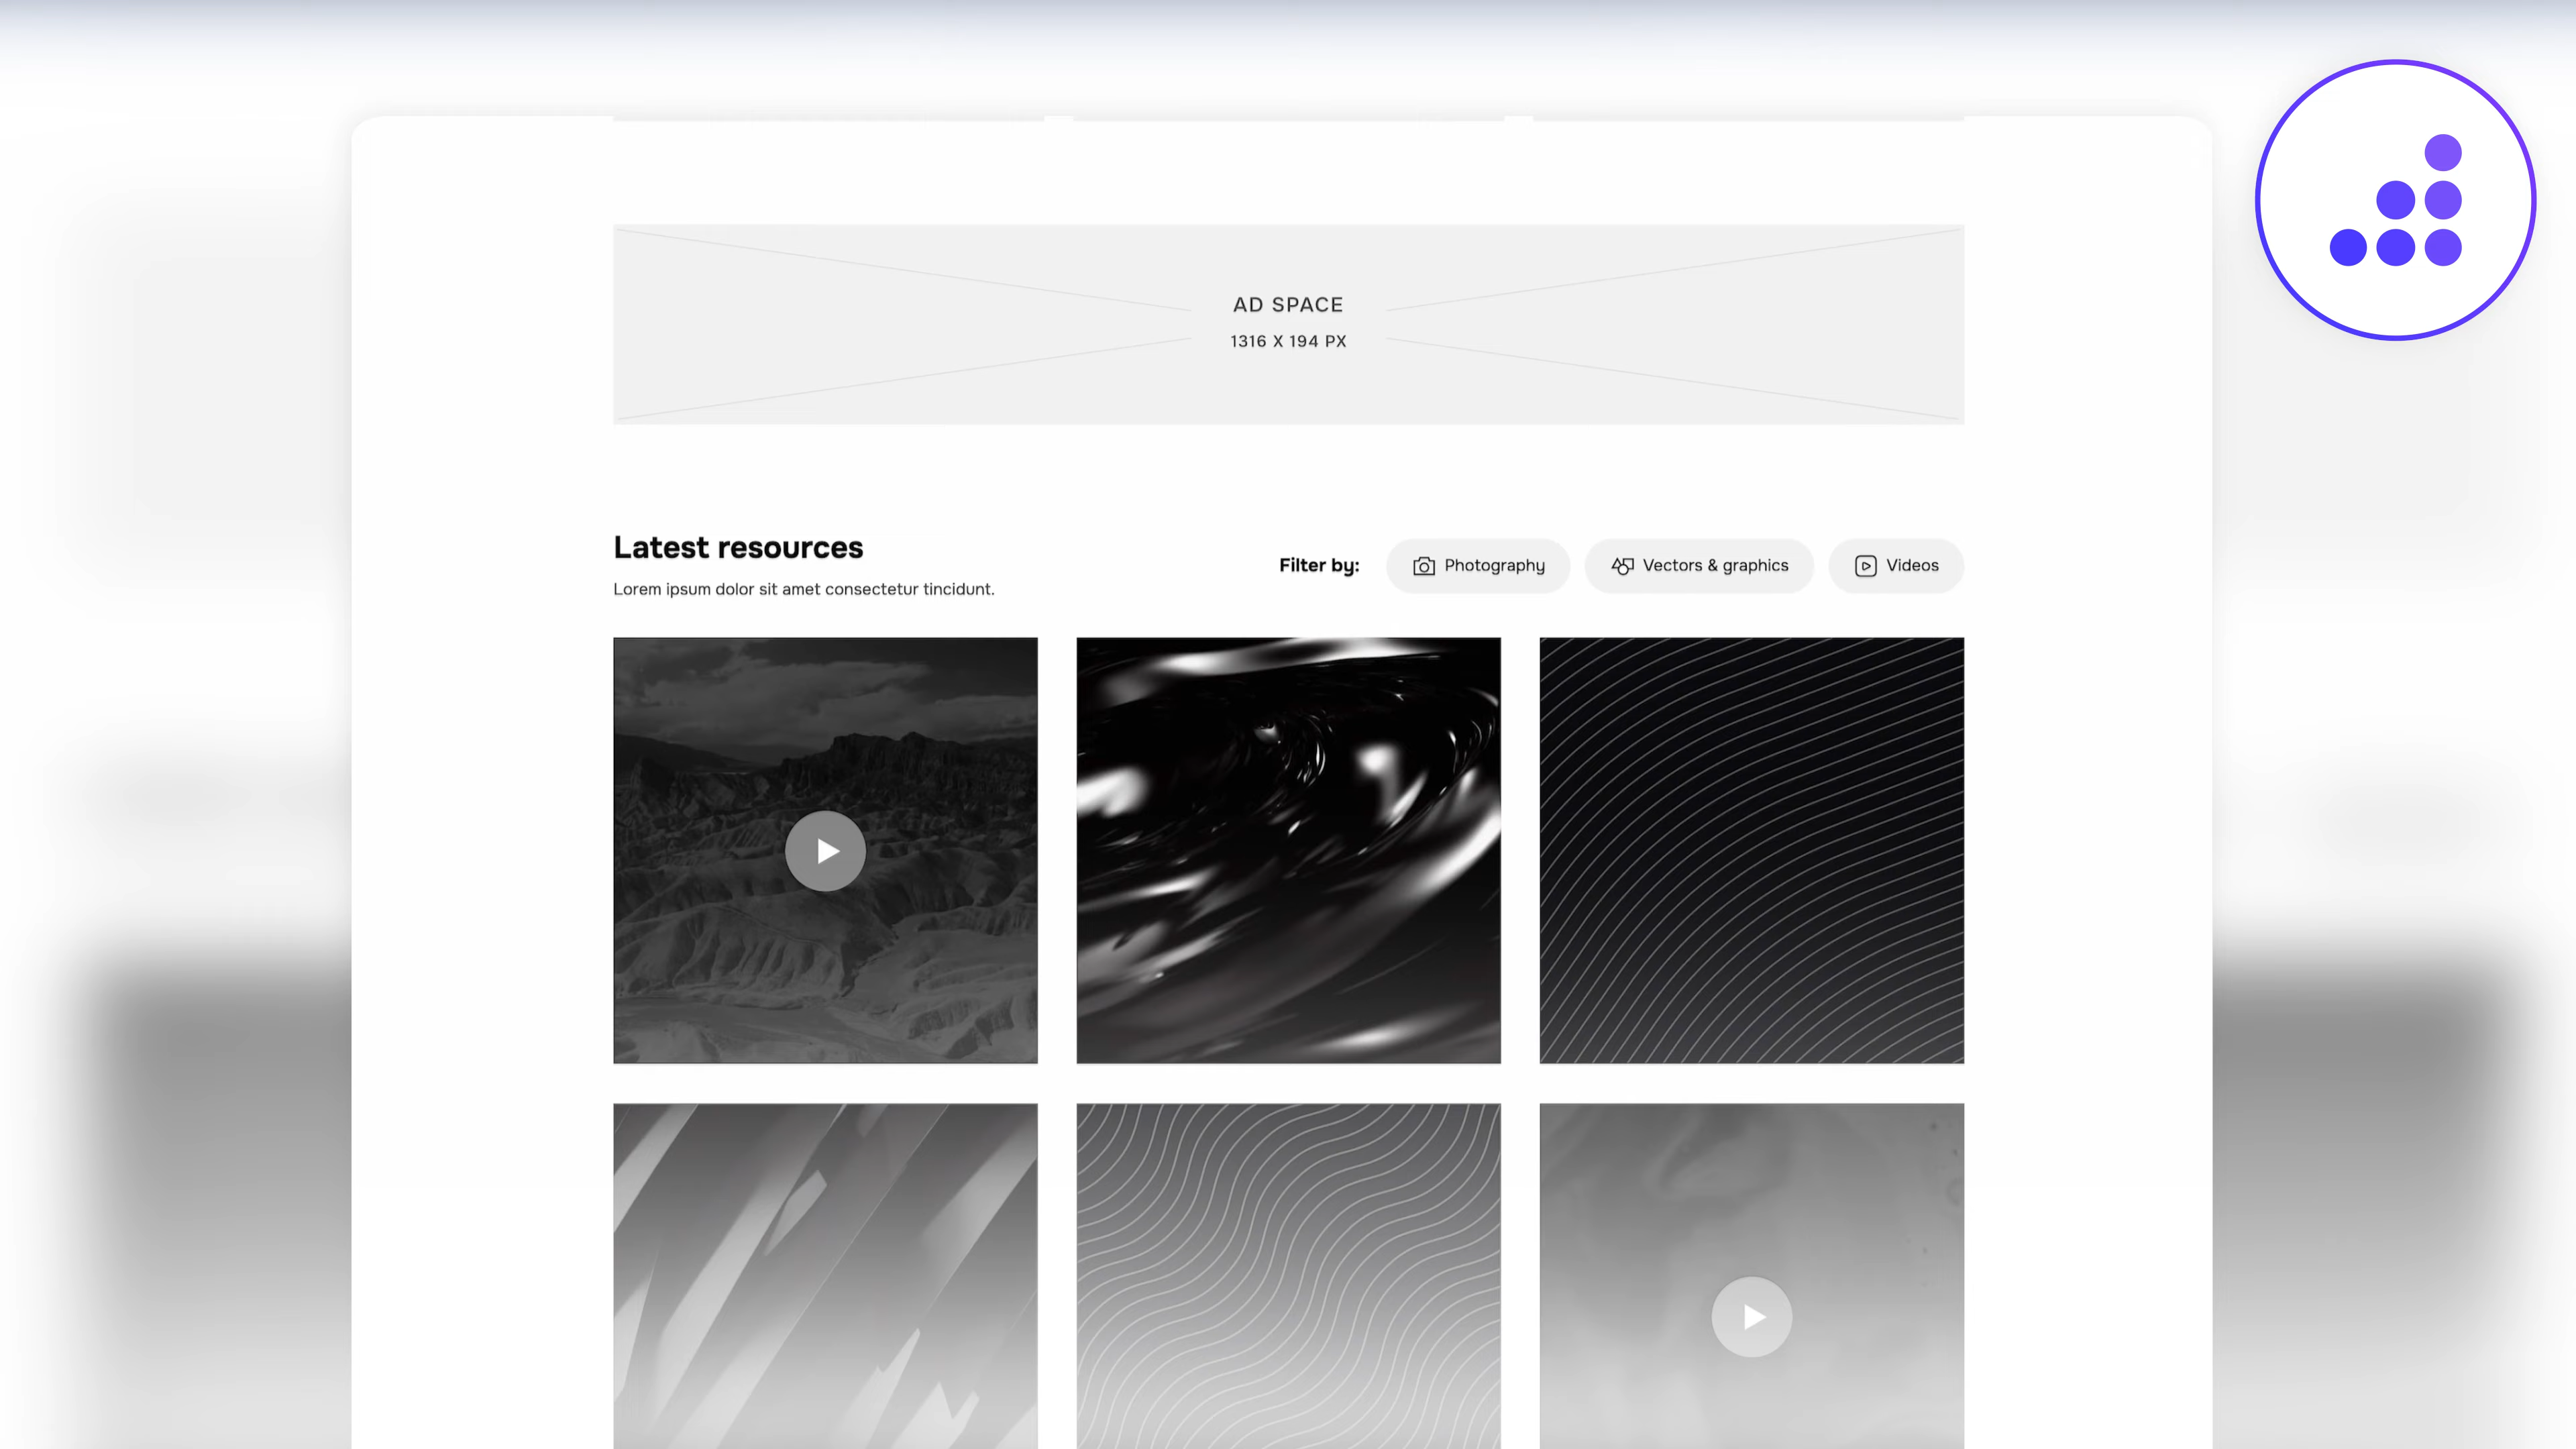 AD SPACE
1316 X 194 PX
Latest resources
Lorem ipsum dolor sit amet consectetur tincidunt.
Filter by:
Photography
Vectors & graphics
Videos